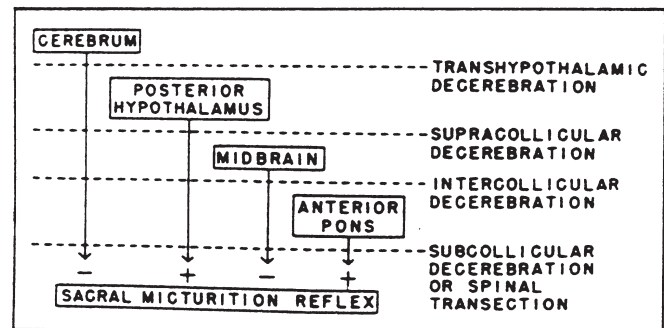 CEREBRUM
TRANSHYPOTHALAMIC
DECEREBRATION
POSTERIOR
HYPOTHALAMUS
SUPRACOLLICULAR
DECEREBRATION
MIDBRAIN
INTERCOLLICULAR
DECEREBRATION
ANTERIOR
PONS
SUBCOLLICULAR
DECEREBRATION
OR SPINAL
TRANSECTION
− + − +
SACRAL MICTURITION REFLEX